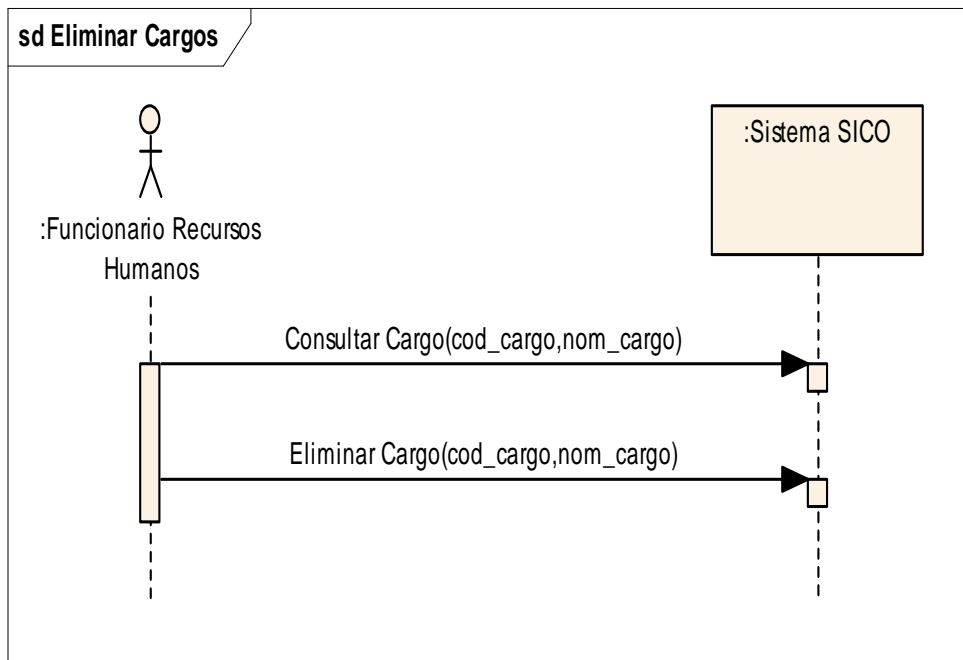 sd Eliminar Cargos
:Sistema SICO
:Funcionario Recursos
Humanos
Consultar Cargo(cod_cargo,nom_cargo)
Eliminar Cargo(cod_cargo,nom_cargo)